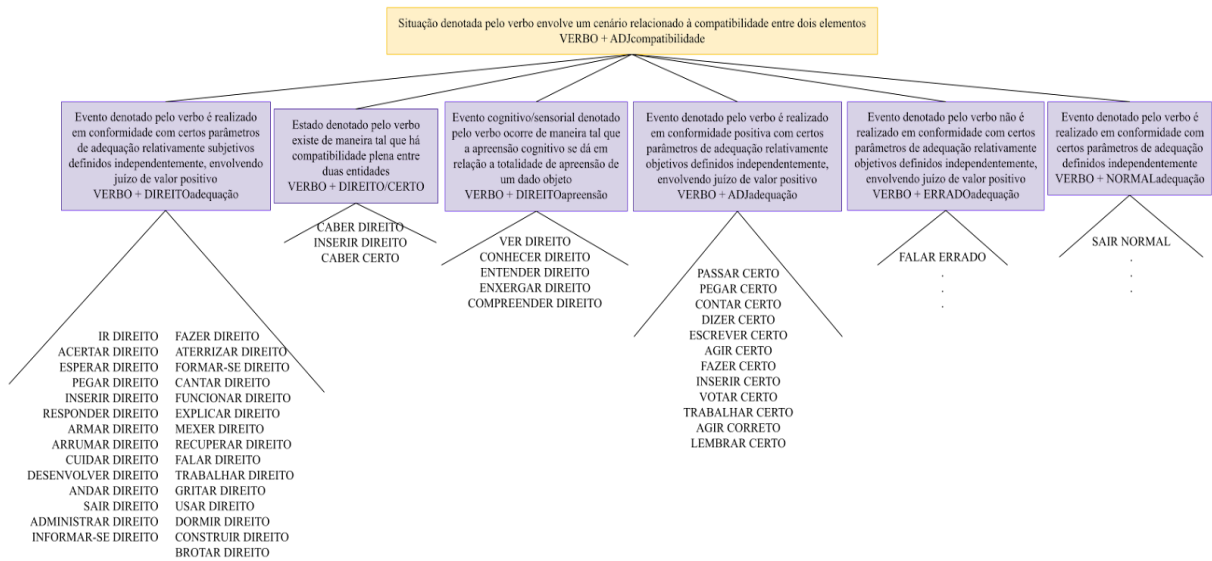 Situação denotada pelo verbo envolve um cenário relacionado à compatibilidade entre dois elementos
VERBO + ADJcompatibilidade
Evento denotado pelo verbo é realizado
em conformidade com certos parâmetros
de adequação relativamente subjetivos
definidos independentemente, envolvendo
juízo de valor positivo
VERBO + DIREITOadequação
IR DIREITO
ACERTAR DIREITO
ESPERAR DIREITO
PEGAR DIREITO
INSERIR DIREITO
RESPONDER DIREITO
ARMAR DIREITO
ARRUMAR DIREITO
CUIDAR DIREITO
DESENVOLVER DIREITO
ANDAR DIREITO
SAIR DIREITO
ADMINISTRAR DIREITO
INFORMAR-SE DIREITO
FAZER DIREITO
ATERRIZAR DIREITO
FORMAR-SE DIREITO
CANTAR DIREITO
FUNCIONAR DIREITO
EXPLICAR DIREITO
MEXER DIREITO
RECUPERAR DIREITO
FALAR DIREITO
TRABALHAR DIREITO
GRITAR DIREITO
USAR DIREITO
DORMIR DIREITO
CONSTRUIR DIREITO
BROTAR DIREITO
Estado denotado pelo verbo
existe de maneira tal que há
compatibilidade plena entre
duas entidades
VERBO + DIREITO/CERTO
CABER DIREITO
INSERIR DIREITO
CABER CERTO
Evento cognitivo/sensorial denotado
pelo verbo ocorre de maneira tal que
a apreensão cognitivo se dá em
relação a totalidade de apreensão de
um dado objeto
VERBO + DIREITOapreensão
VER DIREITO
CONHECER DIREITO
ENTENDER DIREITO
ENXERGAR DIREITO
COMPREENDER DIREITO
Evento denotado pelo verbo é realizado
em conformidade positiva com certos
parâmetros de adequação relativamente
objetivos definidos independentemente,
envolvendo juízo de valor positivo
VERBO + ADJadequação
PASSAR CERTO
PEGAR CERTO
CONTAR CERTO
DIZER CERTO
ESCREVER CERTO
AGIR CERTO
FAZER CERTO
INSERIR CERTO
VOTAR CERTO
TRABALHAR CERTO
AGIR CORRETO
LEMBRAR CERTO
Evento denotado pelo verbo não é
realizado em conformidade com certos
parâmetros de adequação relativamente
objetivos definidos independentemente,
envolvendo juízo de valor positivo
VERBO + ERRADOadequação
FALAR ERRADO
.
.
.
Evento denotado pelo verbo é
realizado em conformidade com
certos parâmetros de adequação
definidos independentemente
VERBO + NORMALadequação
SAIR NORMAL
.
.
.